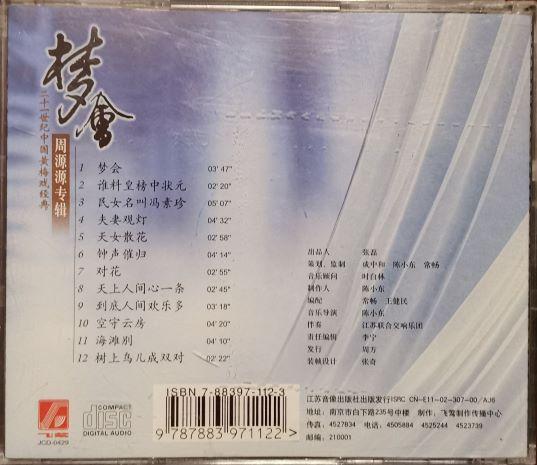 梦会
二十一世纪中国黄梅戏经典
周源源专辑
1 梦会 03'47"
2 谁料皇榜中状元 02'20"
3 民女名叫冯素珍 05'07"
4 夫妻观灯 04'32"
5 天女散花 02'58"
6 钟声催归 04'14"
7 对花 02'55"
8 天上人间心一条 02'45"
9 到底人间欢乐多 03'18"
10 空守云房 04'20"
11 海滩别 04'10"
12 树上鸟儿成双对 02'22"
出品人 张磊
策划、监制 成中和 陈小东 常畅
音乐顾问 时白林
制作人 陈小东
编配 常畅 王健民
音乐导演 陈小东
伴奏 江苏联合交响乐团
责任编辑 李宁
发行 周方
装帧设计 张奇
JCD-0429
COMPACT
disc
DIGITAL AUDIO
ISBN 7-88397-112-3
9 787883 971122
江苏音像出版社出版发行ISRC CN-E11-02-307-00/AJ6
地址：南京市白下路235号中楼 制作：飞鸳制作传播中心
传真：4527834 电话：4505884 4525244 4523739
邮编：210001